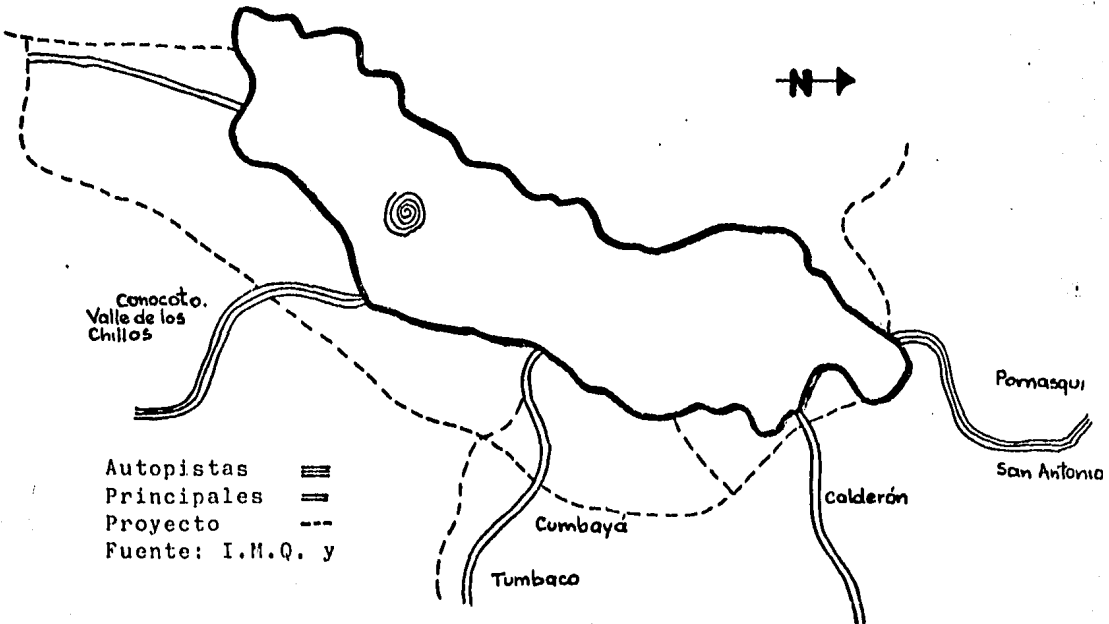 N
Conocoto.
Valle de los
Chillos
Pomasqui
San Antonio
Calderón
Cumbayá
Tumbaco
Autopistas
Principales
Proyecto
Fuente: I.M.Q. y